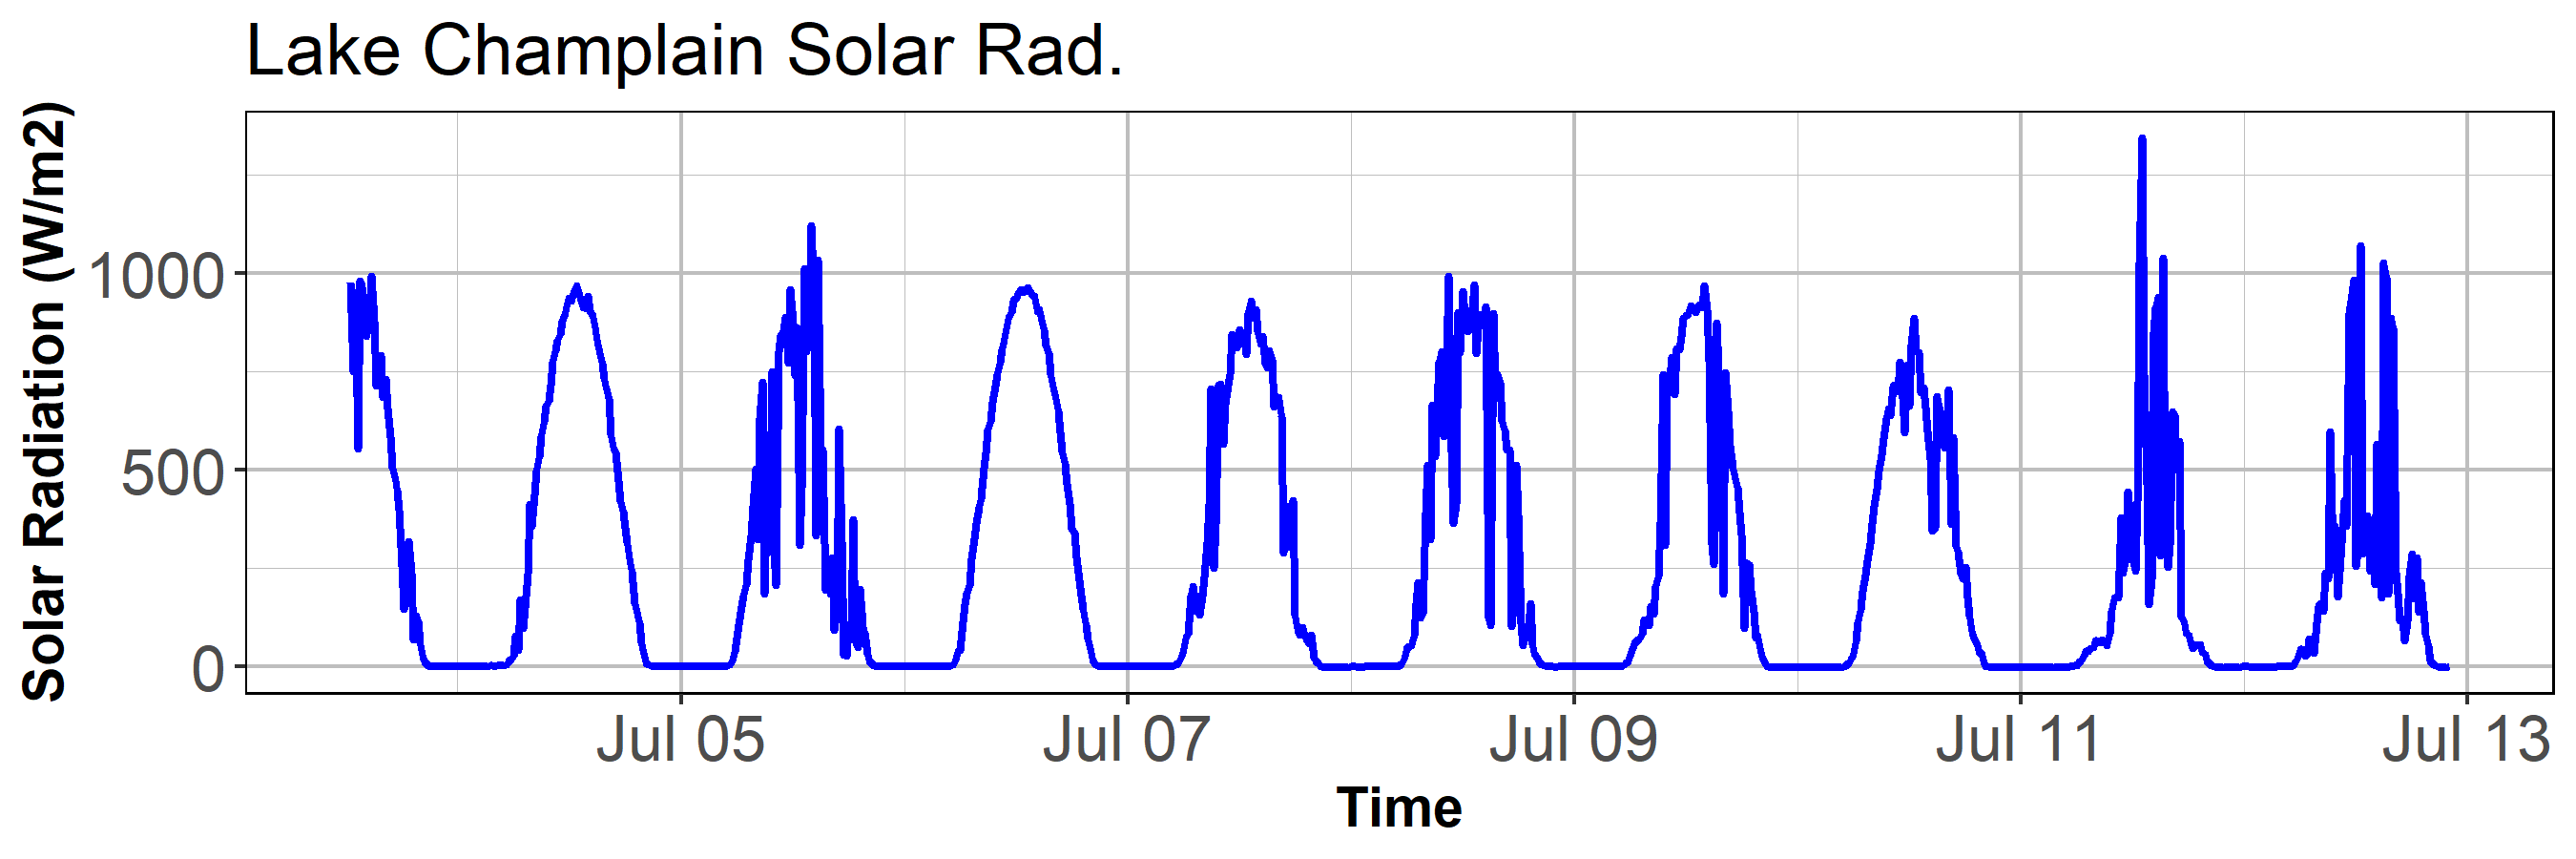 Lake Champlain Solar Rad.
Solar Radiation (W/m2)
1000
500
0
Jul 05 Jul 07 Jul 09 Jul 11 Jul 13
Time